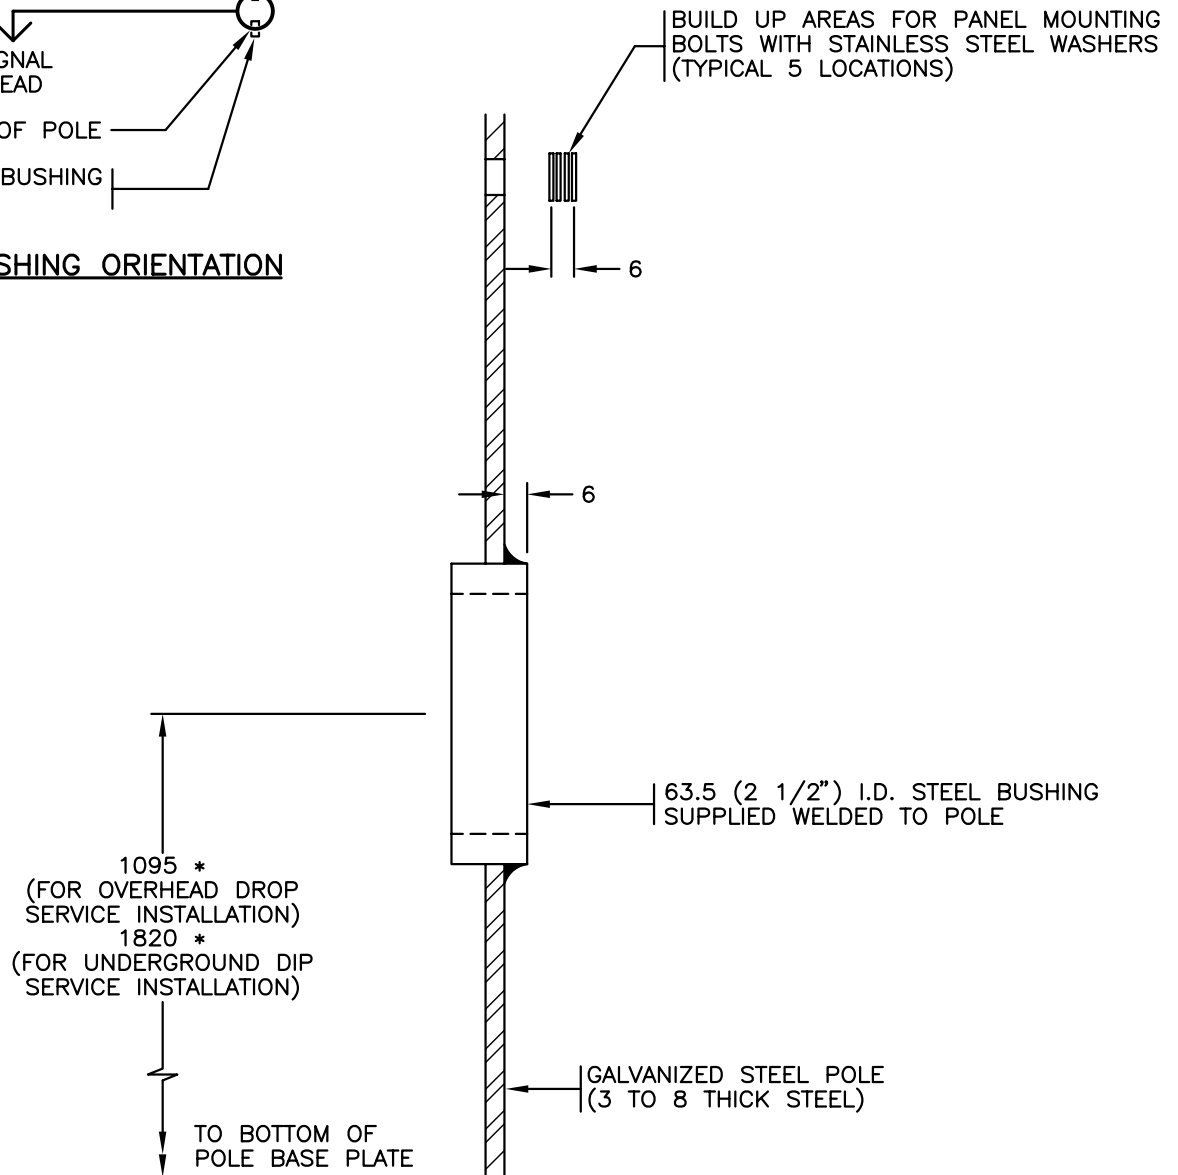 BUILD UP AREAS FOR PANEL MOUNTING
BOLTS WITH STAINLESS STEEL WASHERS
(TYPICAL 5 LOCATIONS)
OF POLE
BUSHING
ORIENTATION
6
6
63.5 (2 1/2") I.D. STEEL BUSHING
SUPPLIED WELDED TO POLE
1095 *
(FOR OVERHEAD DROP
SERVICE INSTALLATION)
1820 *
(FOR UNDERGROUND DIP
SERVICE INSTALLATION)
GALVANIZED STEEL POLE
(3 TO 8 THICK STEEL)
TO BOTTOM OF
POLE BASE PLATE